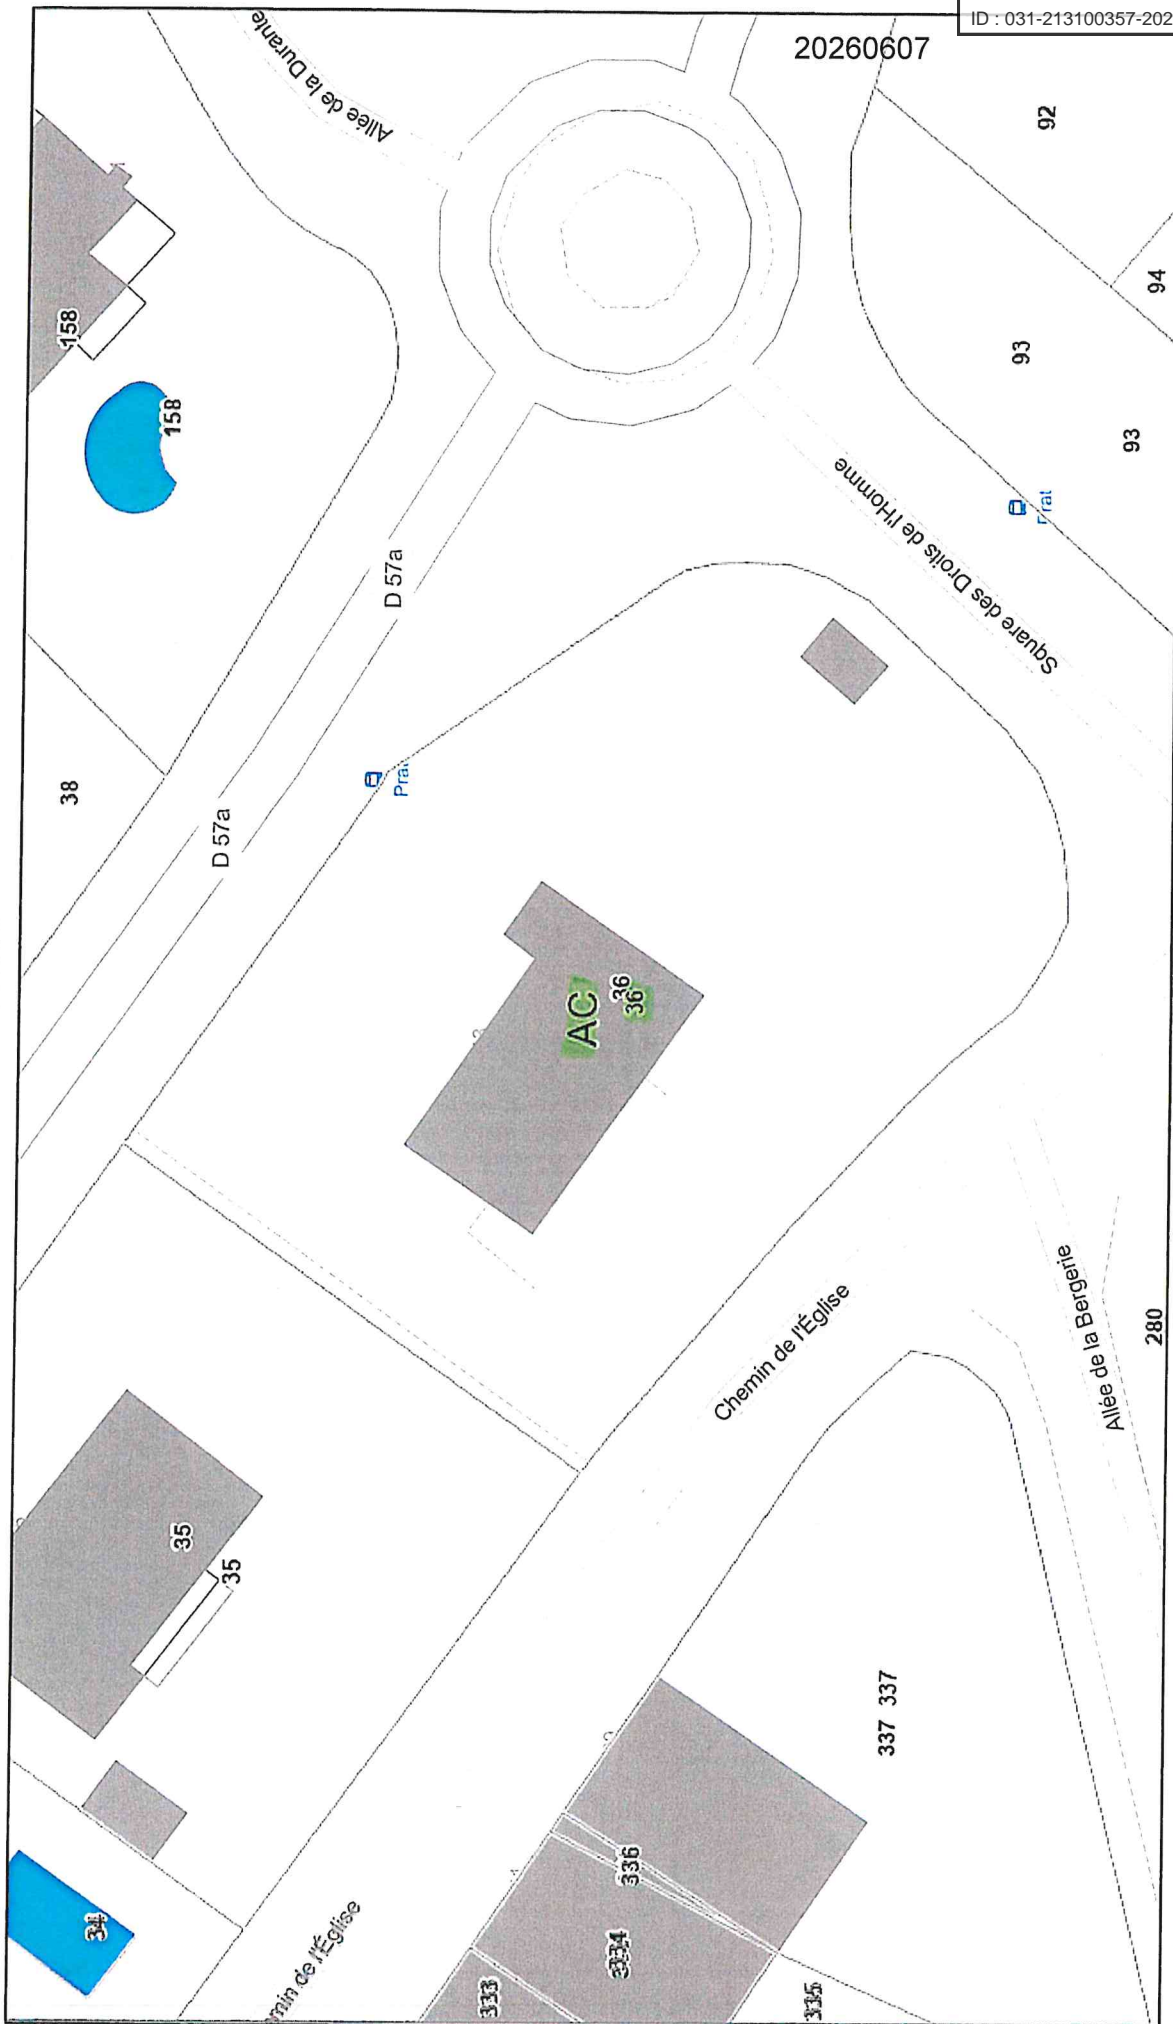 ID : 031-213100357-202
20260607
Allée de la Durante
92
94
93
93
158
158
D 57a
D 57a
38
Square des Droits de l'Homme
Prat
AC
36
36
35
35
34
Chemin de l'Église
min de l'Église
Allée de la Bergerie
280
337 337
336
333
335